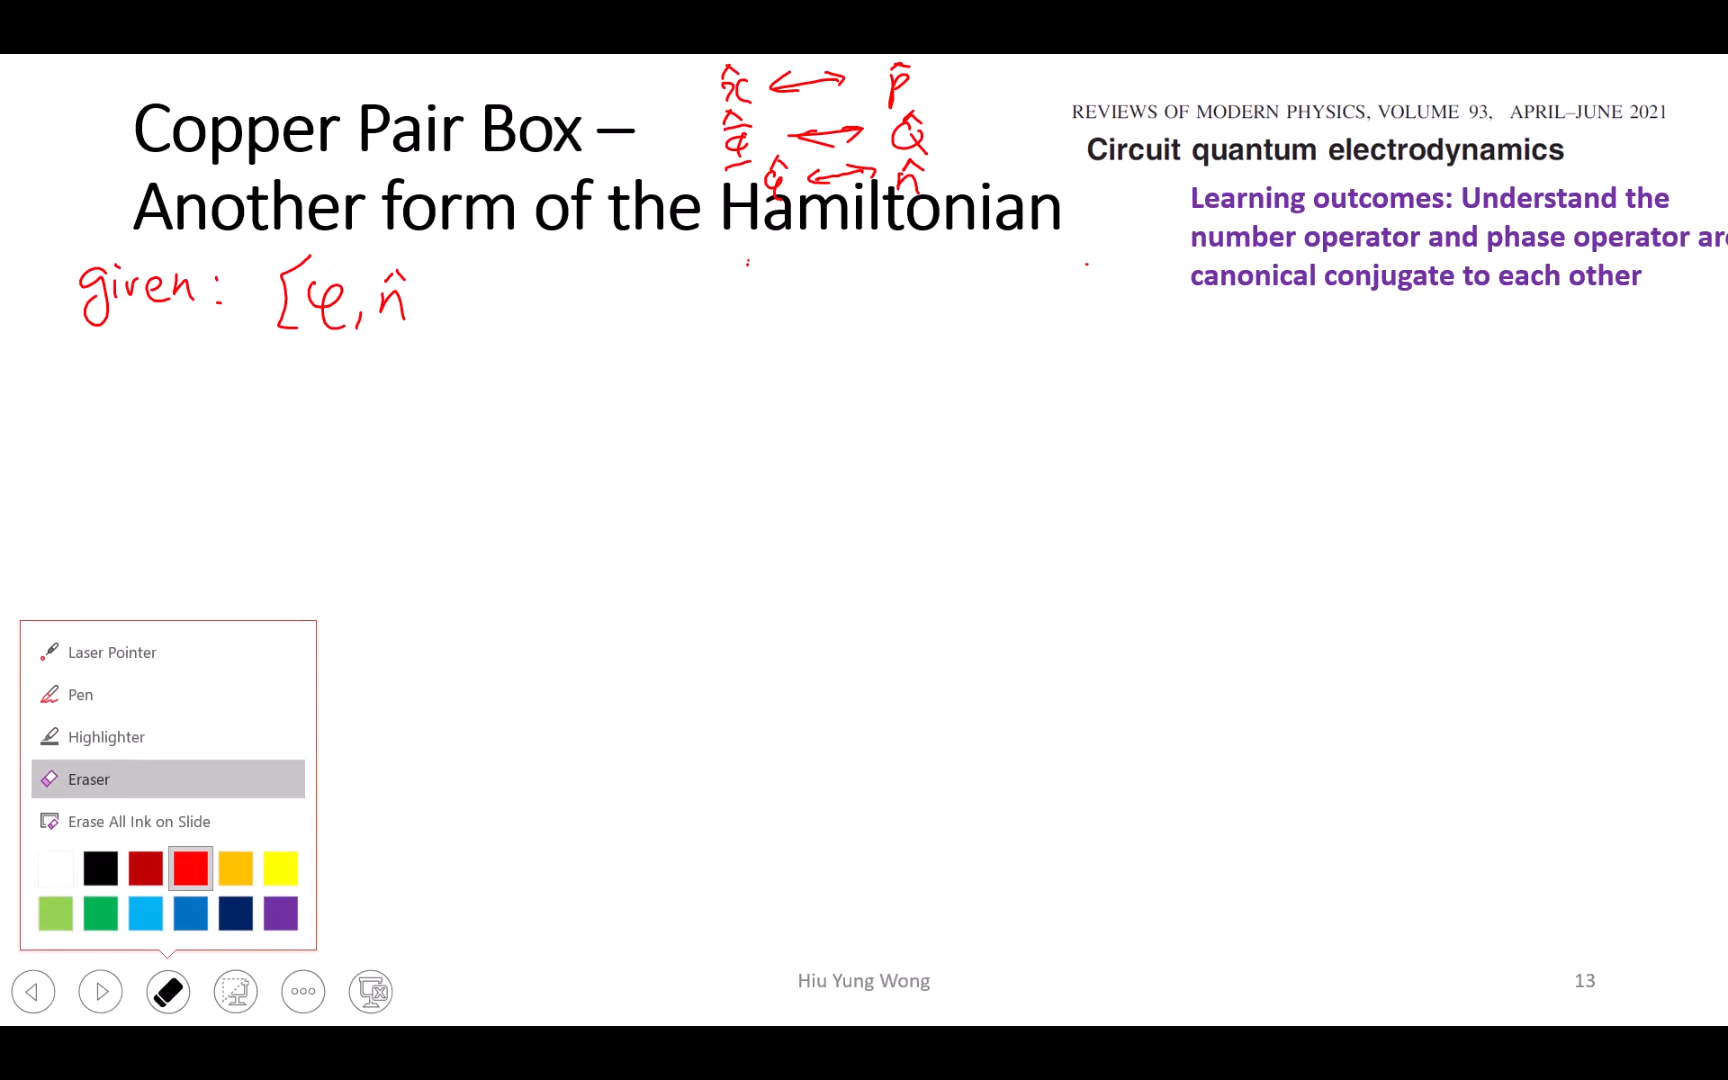 x̂ ↔ p̂
Copper Pair Box –
Φ̂ ↔ Q̂
φ̂ ↔ n̂
Another form of the Hamiltonian
REVIEWS OF MODERN PHYSICS, VOLUME 93, APRIL–JUNE 2021
Circuit quantum electrodynamics
Learning outcomes: Understand the
number operator and phase operator are
canonical conjugate to each other
given: [φ, n̂
Laser Pointer
Pen
Highlighter
Eraser
Erase All Ink on Slide
Hiu Yung Wong
13